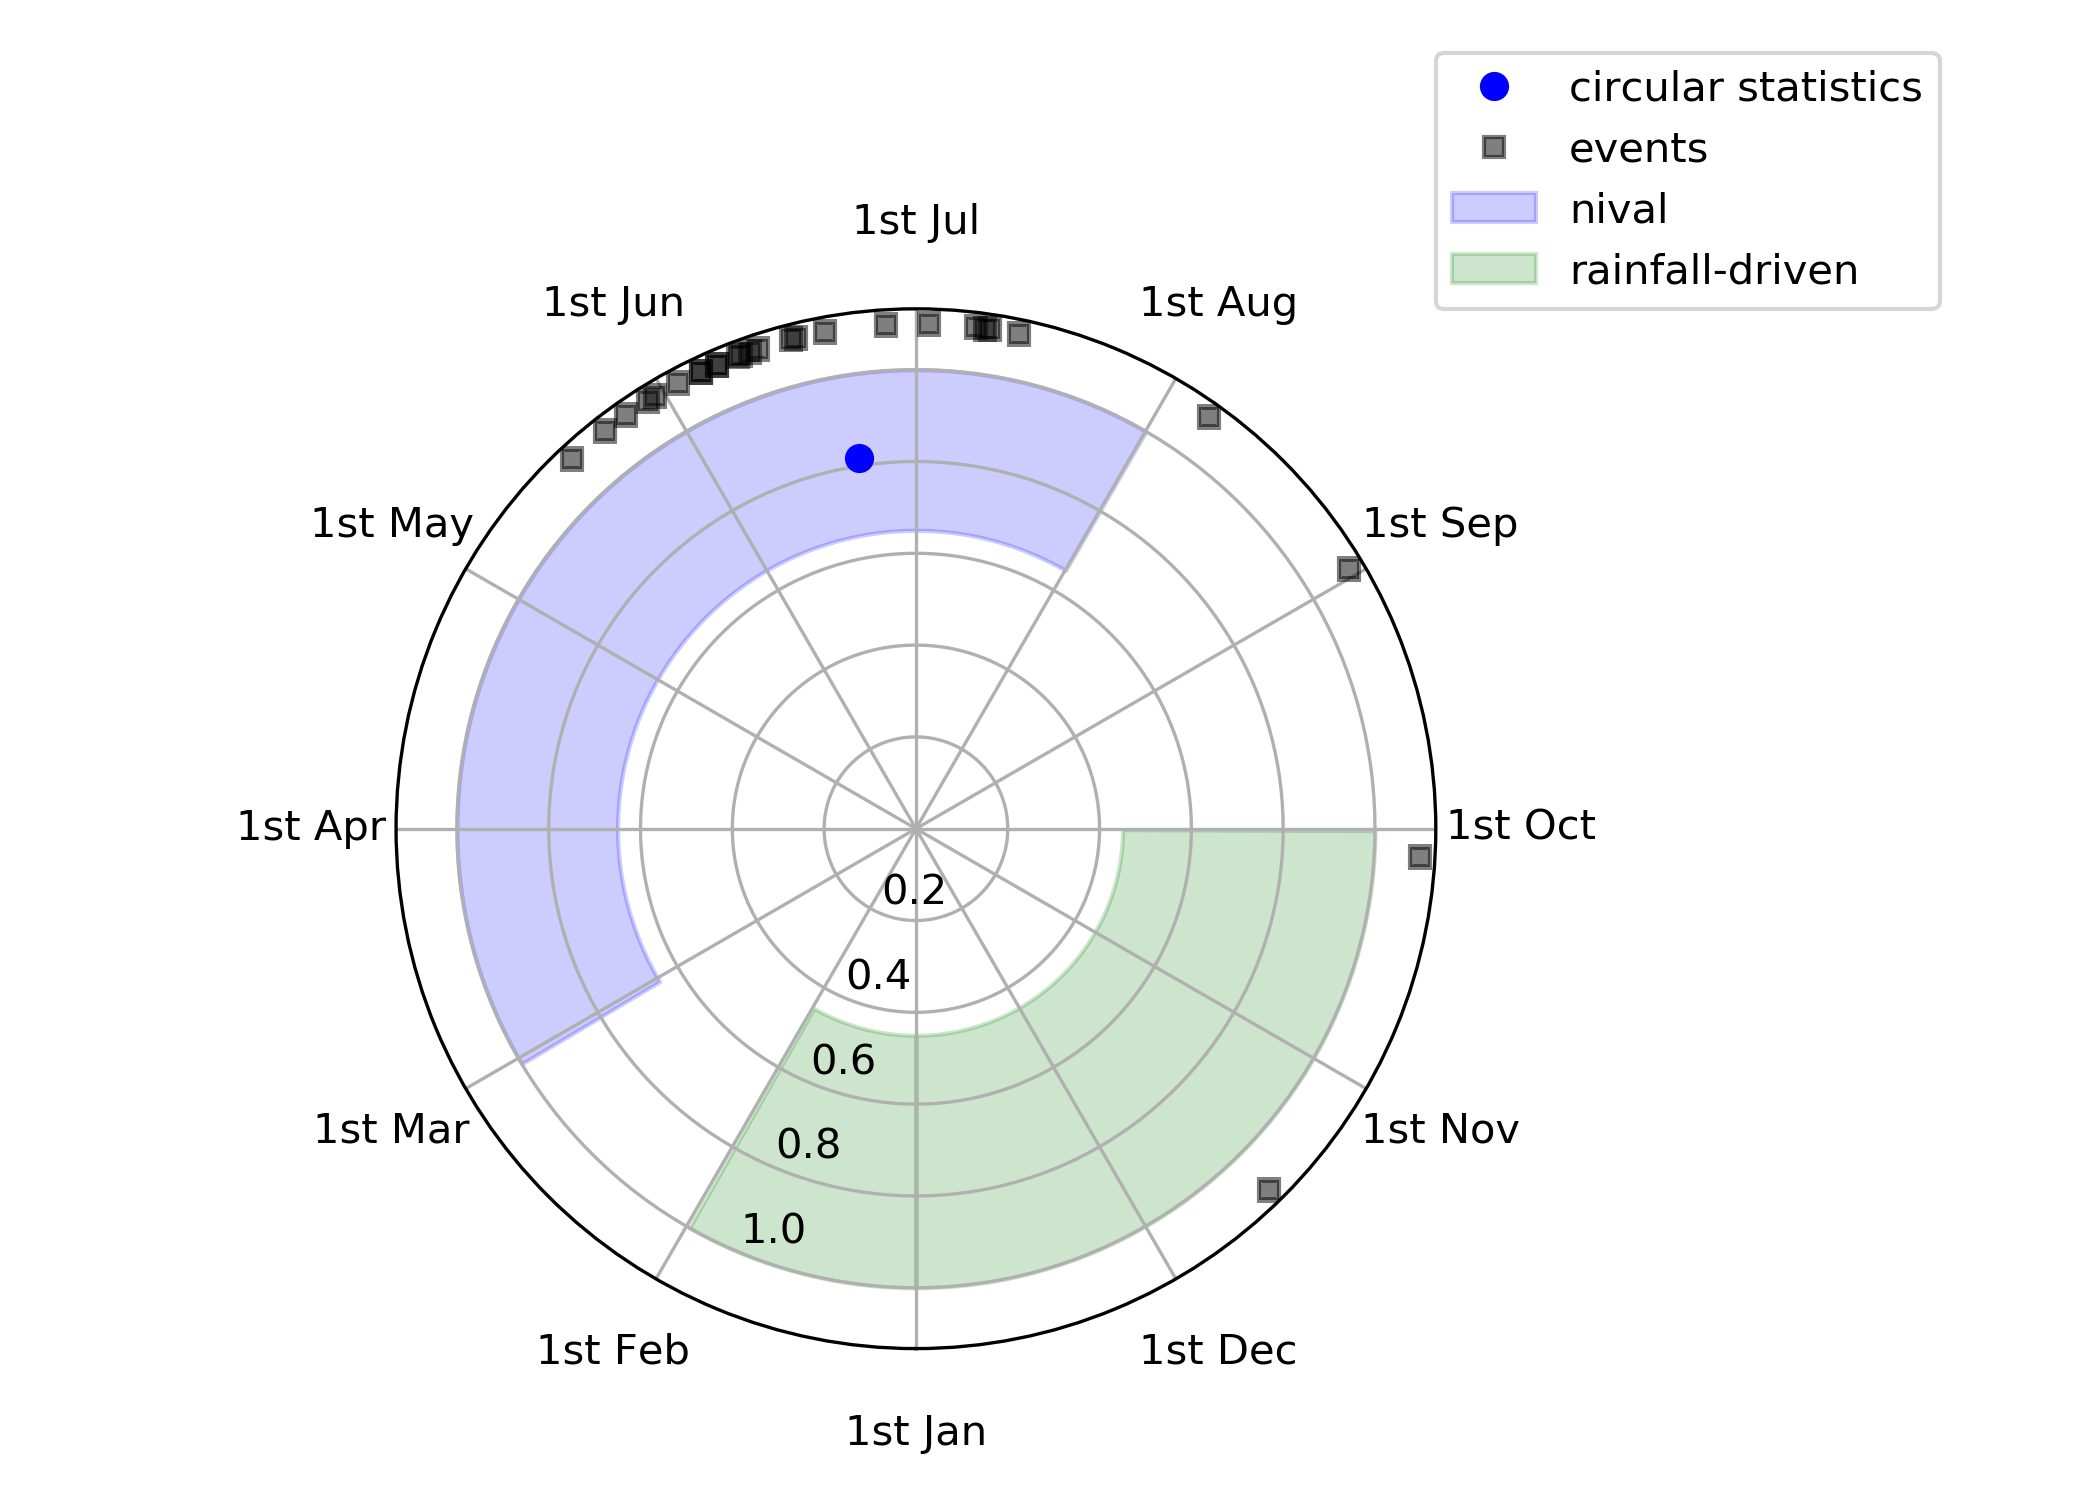 circular statistics
events
nival
rainfall-driven
1st Jul
1st Jun
1st Aug
1st May
1st Sep
1st Apr
1st Oct
0.2
0.4
0.6
0.8
1.0
1st Mar
1st Nov
1st Feb
1st Dec
1st Jan